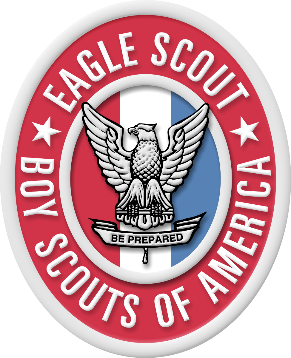 EAGLE SCOUT
BE PREPARED
BOY SCOUTS OF AMERICA